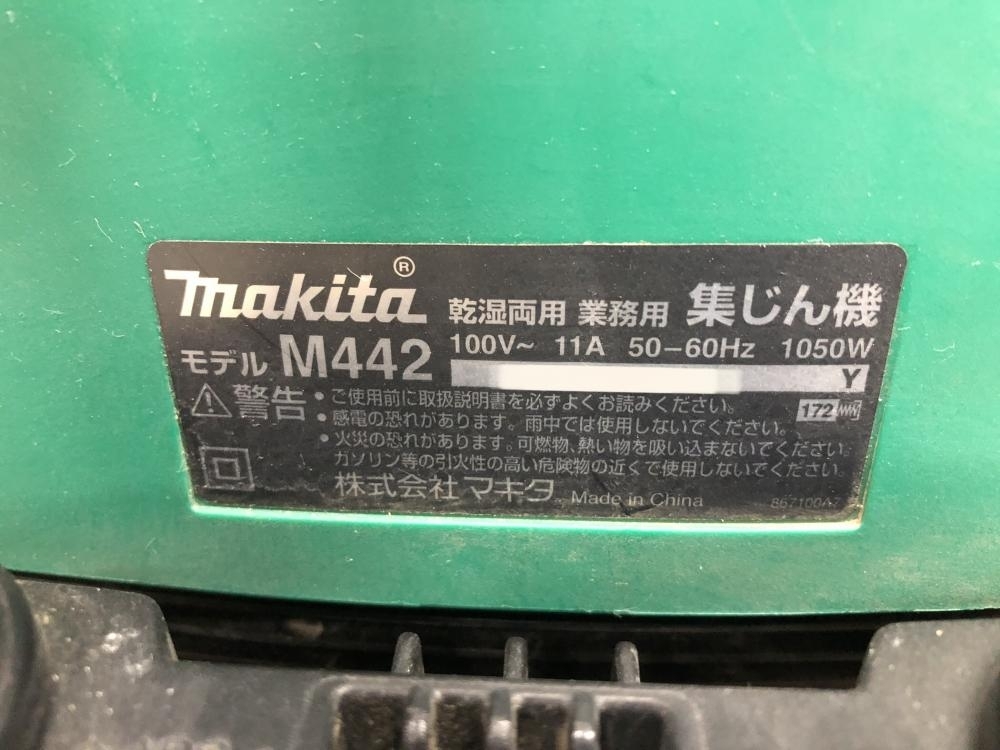 makita®
乾湿両用 業務用 集じん機
モデル M442
100V~ 11A 50-60Hz 1050W
Y
警告
・ご使用前に取扱説明書を必ずよくお読みください。
172
・感電の恐れがあります。雨中では使用しないでください。
・火災の恐れがあります。可燃物、熱い物を吸い込まないでください。
ガソリン等の引火性の高い危険物の近くで使用しないでください。
株式会社マキタ Made in China